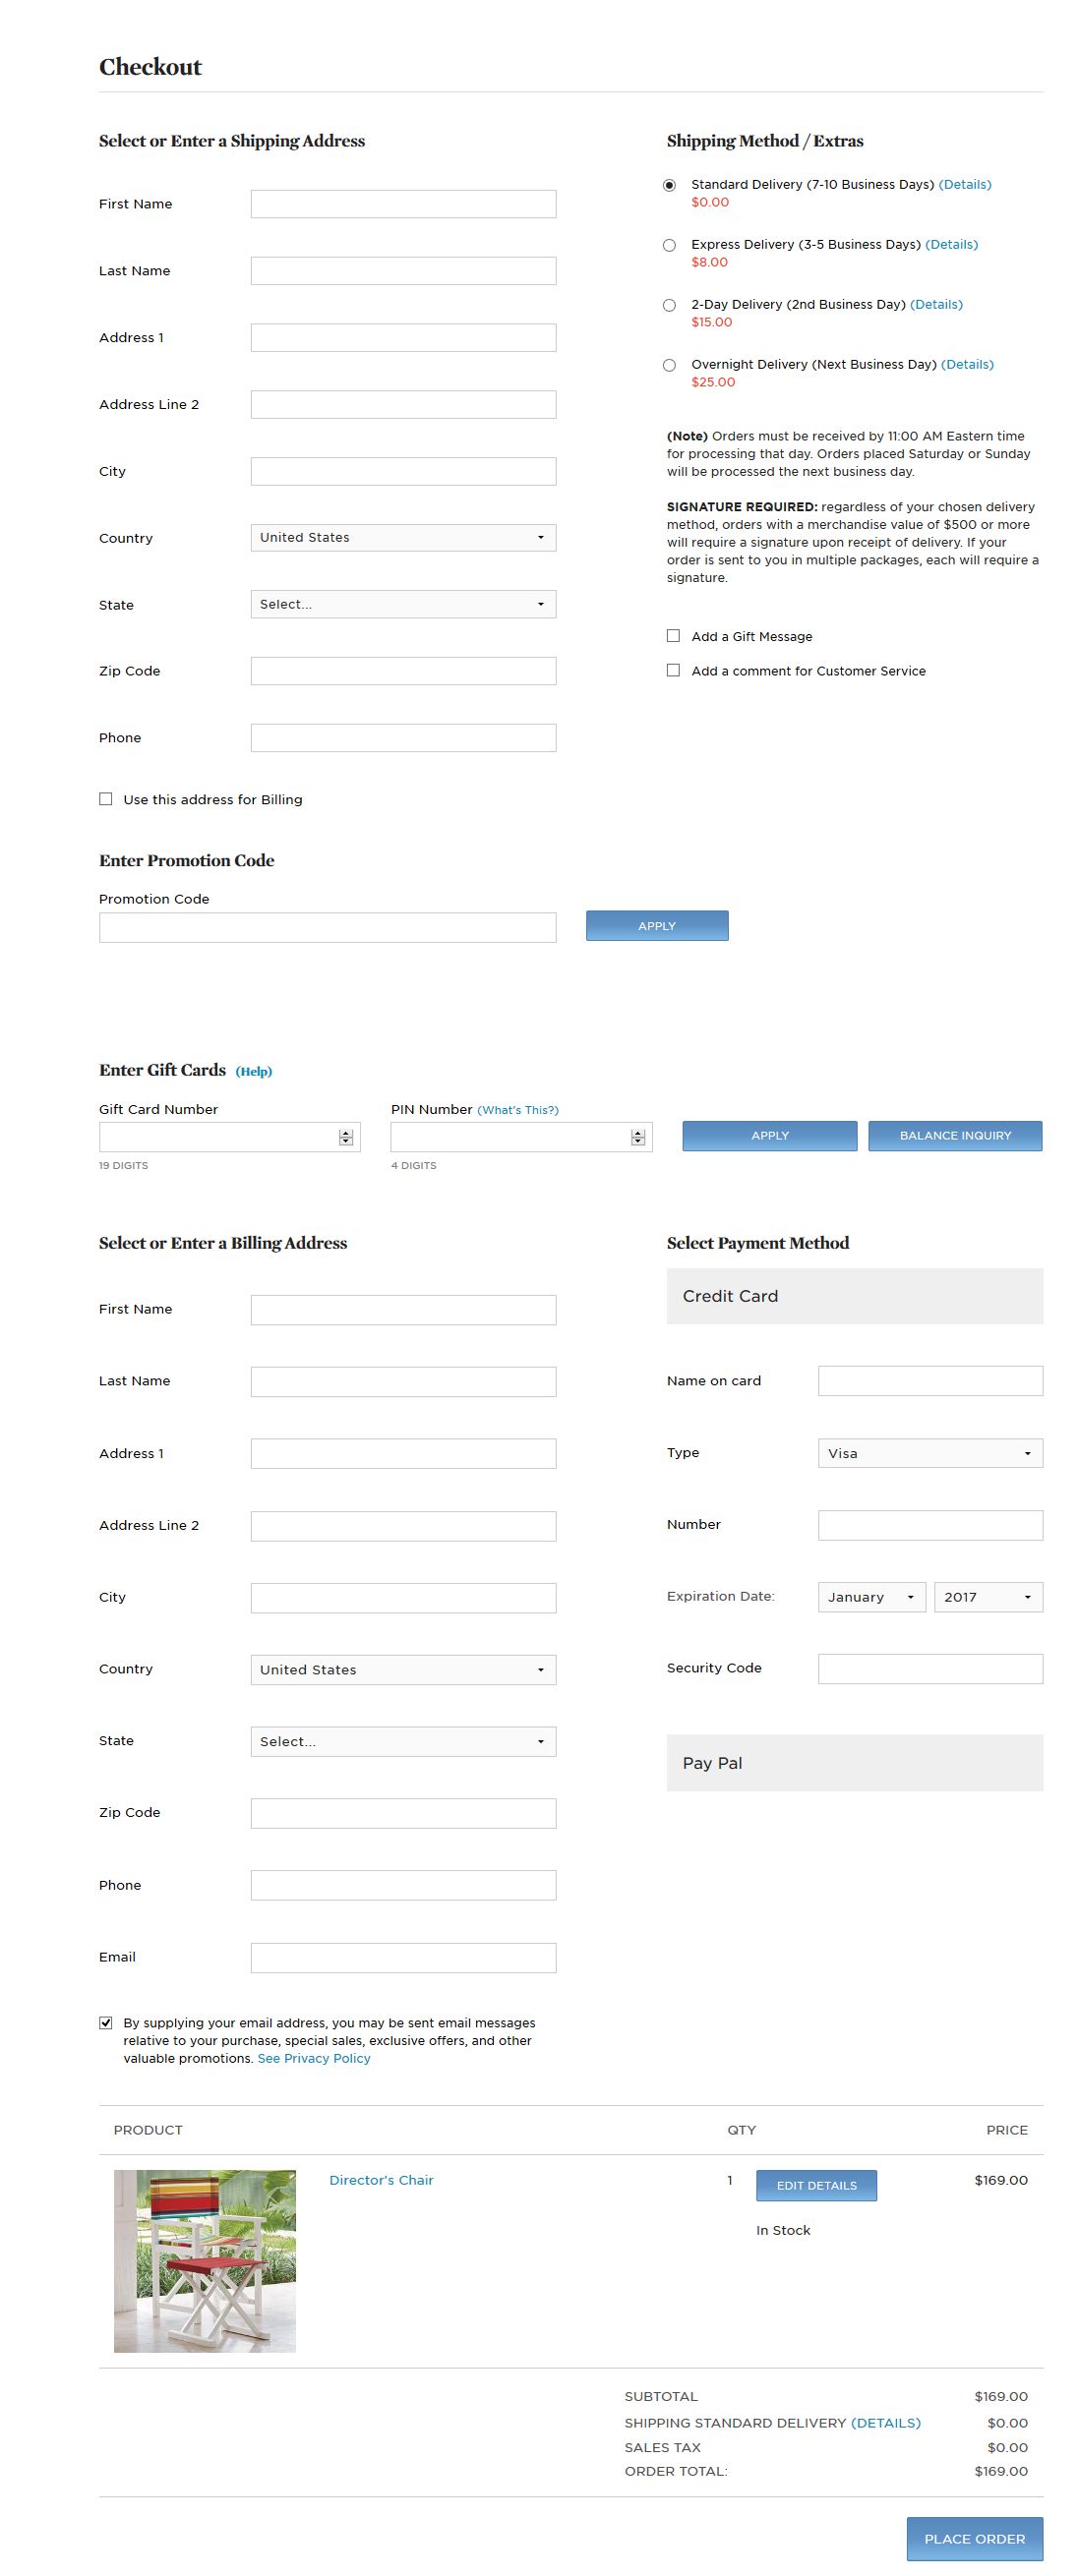 Checkout
Select or Enter a Shipping Address
First Name
Last Name
Address 1
Address Line 2
City
Country
United States
State
Select...
Zip Code
Phone
Use this address for Billing
Shipping Method / Extras
Standard Delivery (7-10 Business Days) (Details)
$0.00
Express Delivery (3-5 Business Days) (Details)
$8.00
2-Day Delivery (2nd Business Day) (Details)
$15.00
Overnight Delivery (Next Business Day) (Details)
$25.00
(Note) Orders must be received by 11:00 AM Eastern time
for processing that day. Orders placed Saturday or Sunday
will be processed the next business day.
SIGNATURE REQUIRED: regardless of your chosen delivery
method, orders with a merchandise value of $500 or more
will require a signature upon receipt of delivery. If your
order is sent to you in multiple packages, each will require a
signature.
Add a Gift Message
Add a comment for Customer Service
Enter Promotion Code
Promotion Code
APPLY
Enter Gift Cards (Help)
Gift Card Number
19 DIGITS
PIN Number (What's This?)
4 DIGITS
APPLY
BALANCE INQUIRY
Select or Enter a Billing Address
First Name
Last Name
Address 1
Address Line 2
City
Country
United States
State
Select...
Zip Code
Phone
Email
By supplying your email address, you may be sent email messages
relative to your purchase, special sales, exclusive offers, and other
valuable promotions. See Privacy Policy
Select Payment Method
Credit Card
Name on card
Type
Visa
Number
Expiration Date:
January
2017
Security Code
Pay Pal
PRODUCT QTY PRICE
Director's Chair 1 EDIT DETAILS $169.00
In Stock
SUBTOTAL $169.00
SHIPPING STANDARD DELIVERY (DETAILS) $0.00
SALES TAX $0.00
ORDER TOTAL: $169.00
PLACE ORDER